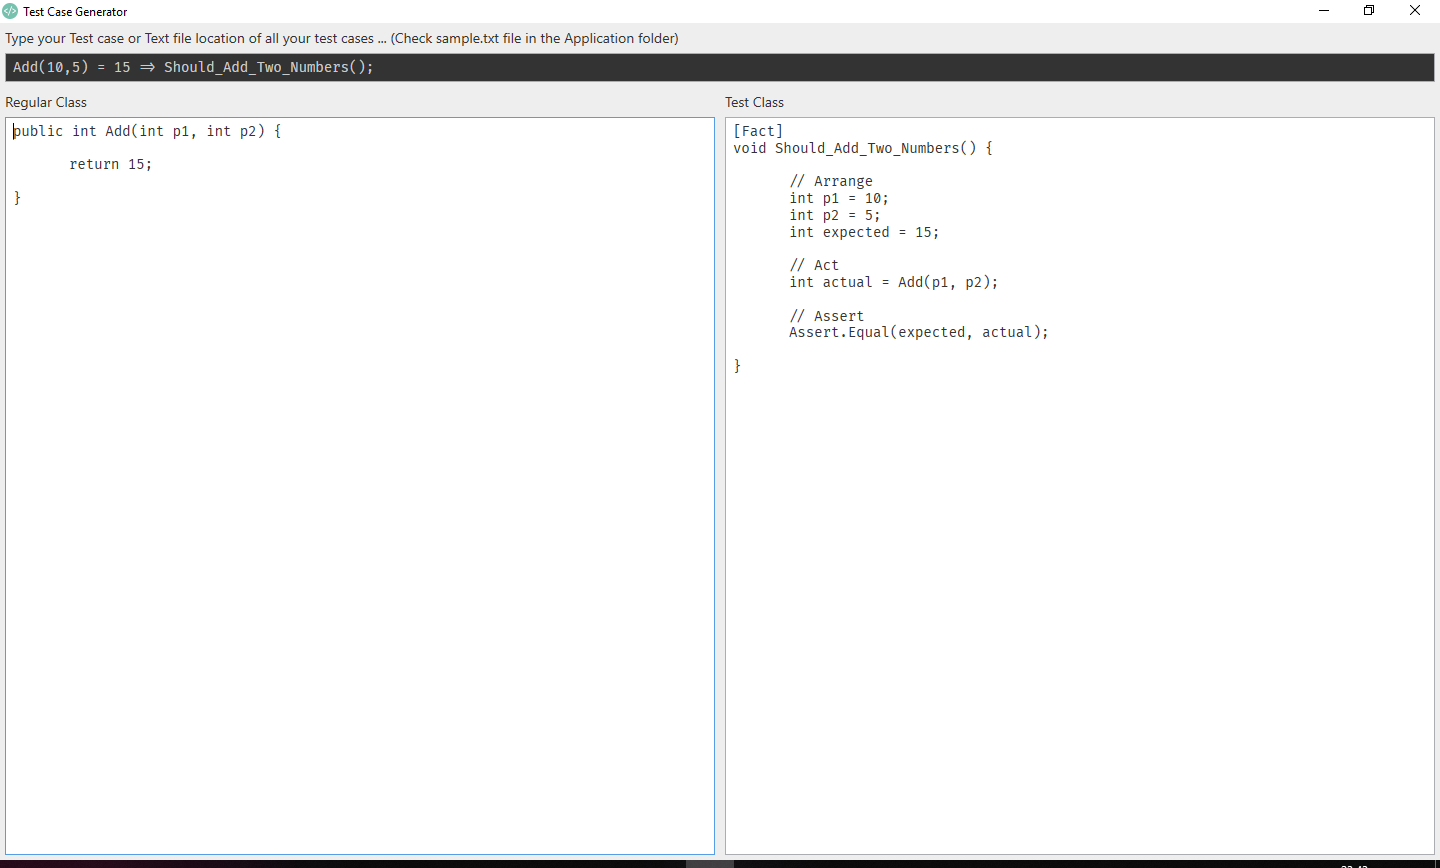 Test Case Generator
Type your Test case or Text file location of all your test cases ... (Check sample.txt file in the Application folder)
Add(10,5) = 15 => Should_Add_Two_Numbers();
Regular Class
public int Add(int p1, int p2) {
return 15;
}
Test Class
[Fact]
void Should_Add_Two_Numbers() {
// Arrange
int p1 = 10;
int p2 = 5;
int expected = 15;
// Act
int actual = Add(p1, p2);
// Assert
Assert.Equal(expected, actual);
}